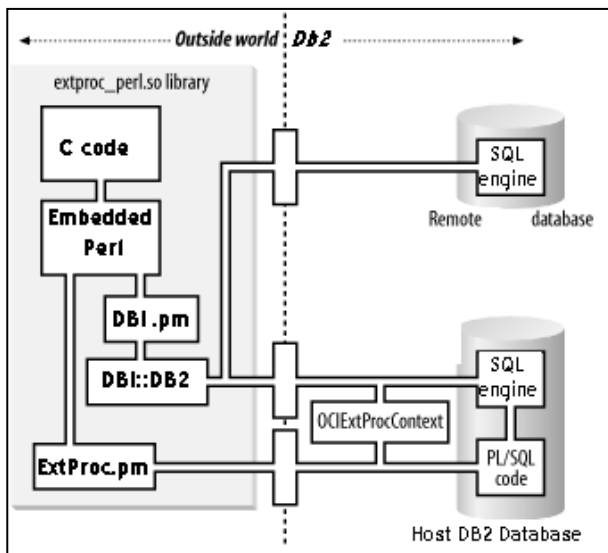 Outside world DB2
extproc_perl.so library
C code
Embedded
Perl
DBI.pm
DBI::DB2
ExtProc.pm
SQL
engine
Remote database
SQL
engine
OCIExtProcContext
PL/SQL
code
Host DB2 Database